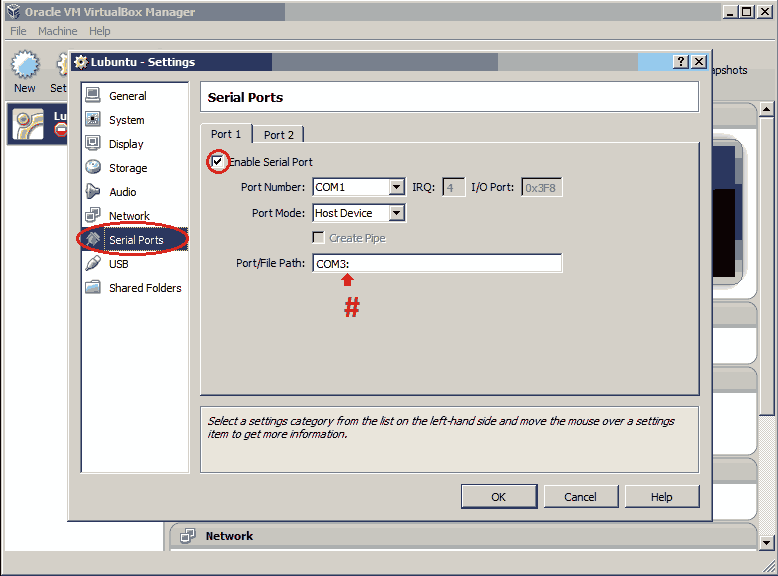 Oracle VM VirtualBox Manager
File Machine Help
New
Set
apshots
Lu
Lubuntu - Settings
?
General
System
Display
Storage
Audio
Network
Serial Ports
USB
Shared Folders
Serial Ports
Port 1 Port 2
Enable Serial Port
Port Number: COM1 IRQ: 4 I/O Port: 0x3F8
Port Mode: Host Device
Create Pipe
Port/File Path: COM3:
#
Select a settings category from the list on the left-hand side and move the mouse over a settings
item to get more information.
OK Cancel Help
Network